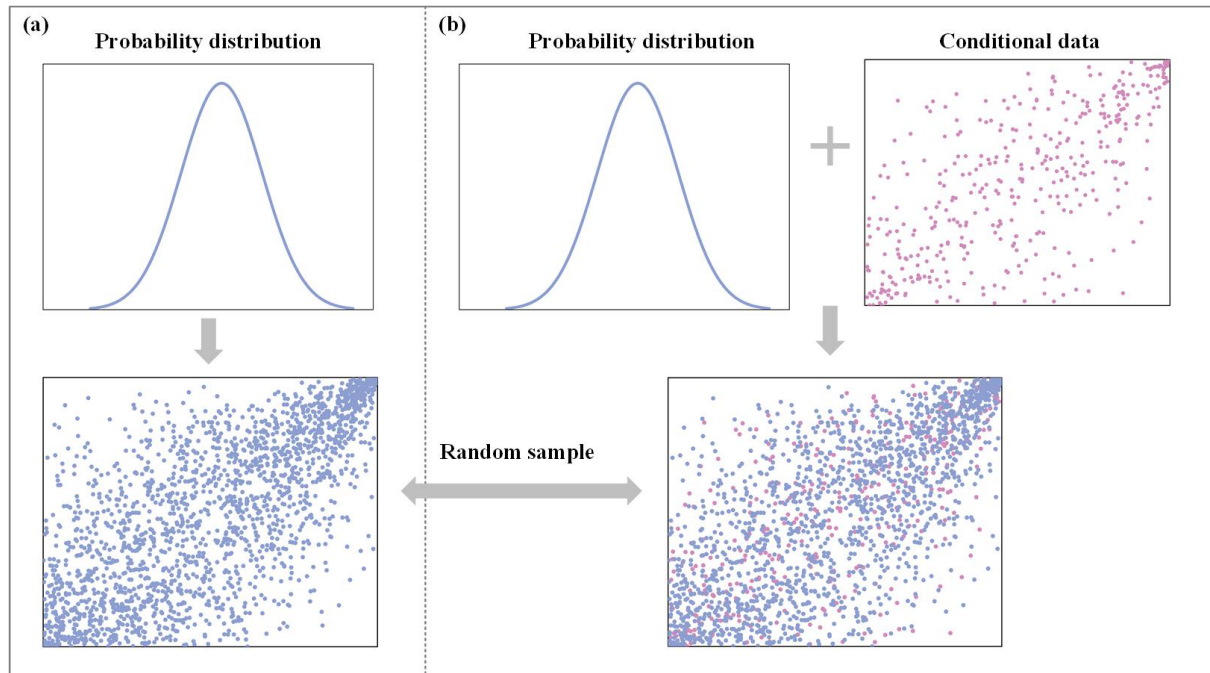 (a)
Probability distribution
(b)
Probability distribution
Conditional data
Random sample